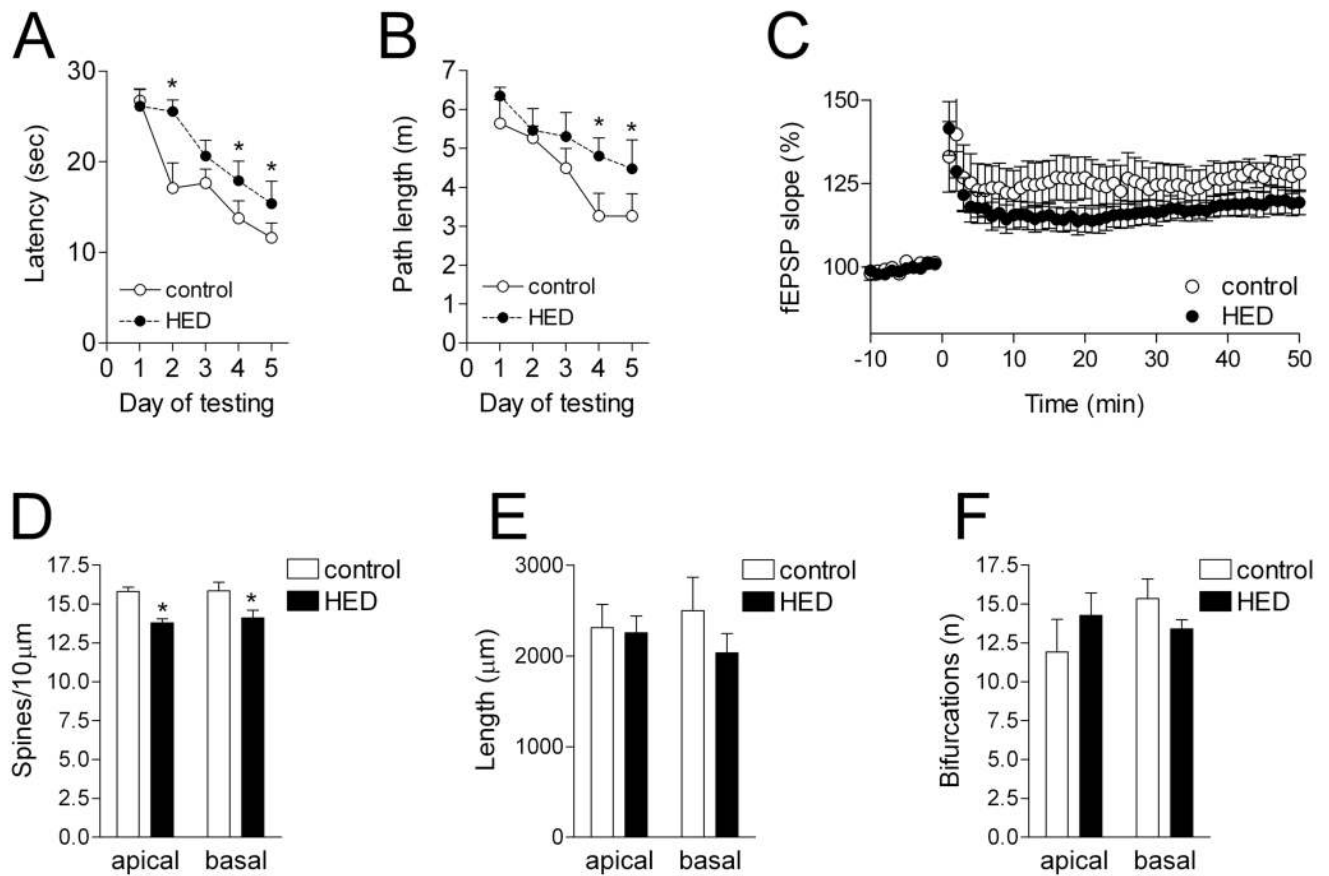 A
Latency (sec)
30
20
10
0
*
*
*
control
HED
0 1 2 3 4 5
Day of testing
B
Path length (m)
7
6
5
4
3
2
1
0
*
*
control
HED
0 1 2 3 4 5
Day of testing
C
fEPSP slope (%)
150
125
100
control
HED
-10 0 10 20 30 40 50
Time (min)
D
Spines/10μm
17.5
15.0
12.5
10.0
7.5
5.0
2.5
0.0
*
*
control
HED
apical basal
E
Length (μm)
3000
2000
1000
0
control
HED
apical basal
F
Bifurcations (n)
17.5
15.0
12.5
10.0
7.5
5.0
2.5
0.0
control
HED
apical basal